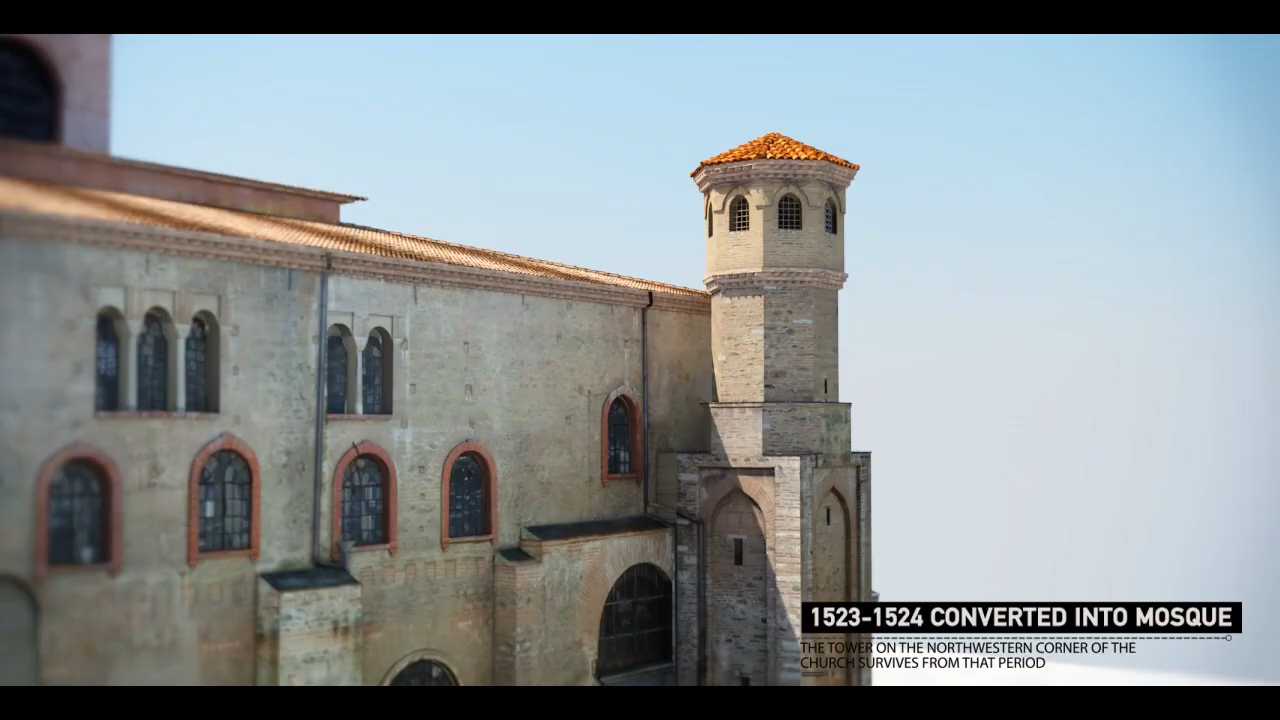 1523-1524 CONVERTED INTO MOSQUE
THE TOWER ON THE NORTHWESTERN CORNER OF THE
CHURCH SURVIVES FROM THAT PERIOD